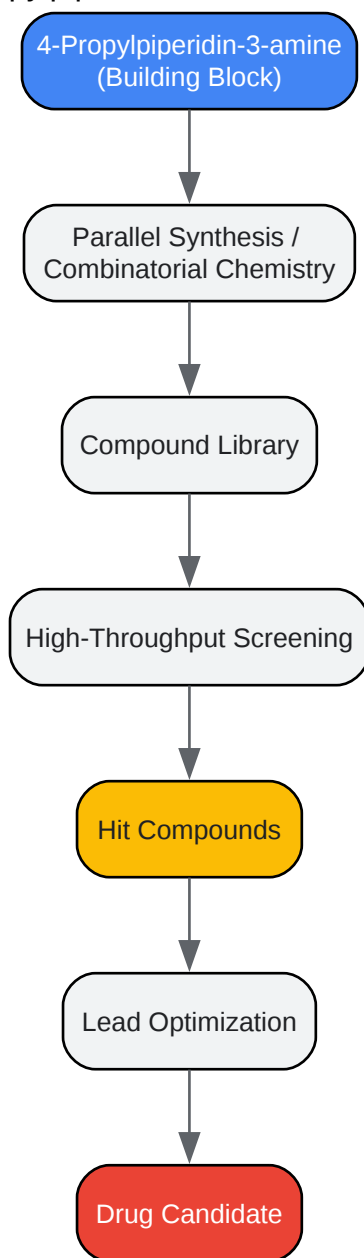 4-Propylpiperidin-3-amine
(Building Block)
Parallel Synthesis /
Combinatorial Chemistry
Compound Library
High-Throughput Screening
Hit Compounds
Lead Optimization
Drug Candidate